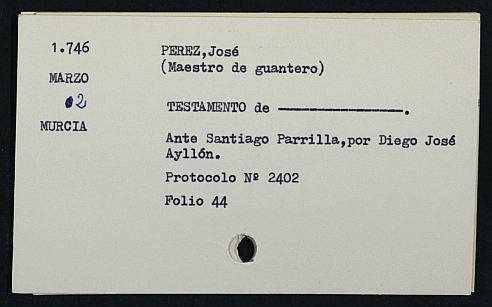 1.746
MARZO
2
MURCIA
PEREZ,José
(Maestro de guantero)
TESTAMENTO de ————————.
Ante Santiago Parrilla,por Diego José
Ayllón.
Protocolo Nº 2402
Folio 44